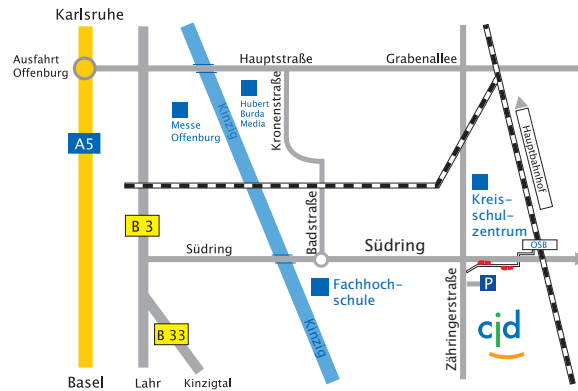 Karlsruhe
Ausfahrt
Offenburg
Hauptstraße
Grabenallee
Kronenstraße
Hubert
Burda
Media
Messe
Offenburg
Kinzig
A5
Hauptbahnhof
Kreis-
schul-
zentrum
B 3
Badstraße
Südring
Südring
OSB
Fachhoch-
schule
Zähringerstraße
P
Kinzig
B 33
cjd
Basel
Lahr
Kinzigtal